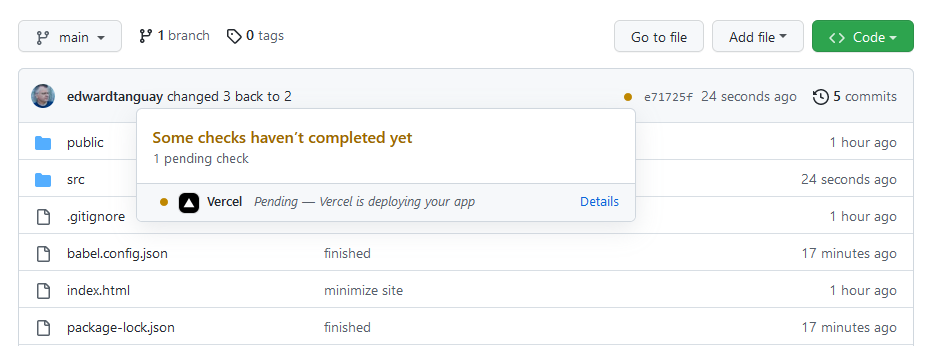 main 1 branch 0 tags Go to file Add file Code
edwardtanguay changed 3 back to 2 e71725f 24 seconds ago 5 commits
Some checks haven’t completed yet
1 pending check
Vercel Pending — Vercel is deploying your app Details
public 1 hour ago
src 24 seconds ago
.gitignore 1 hour ago
babel.config.json finished 17 minutes ago
index.html minimize site 1 hour ago
package-lock.json finished 17 minutes ago